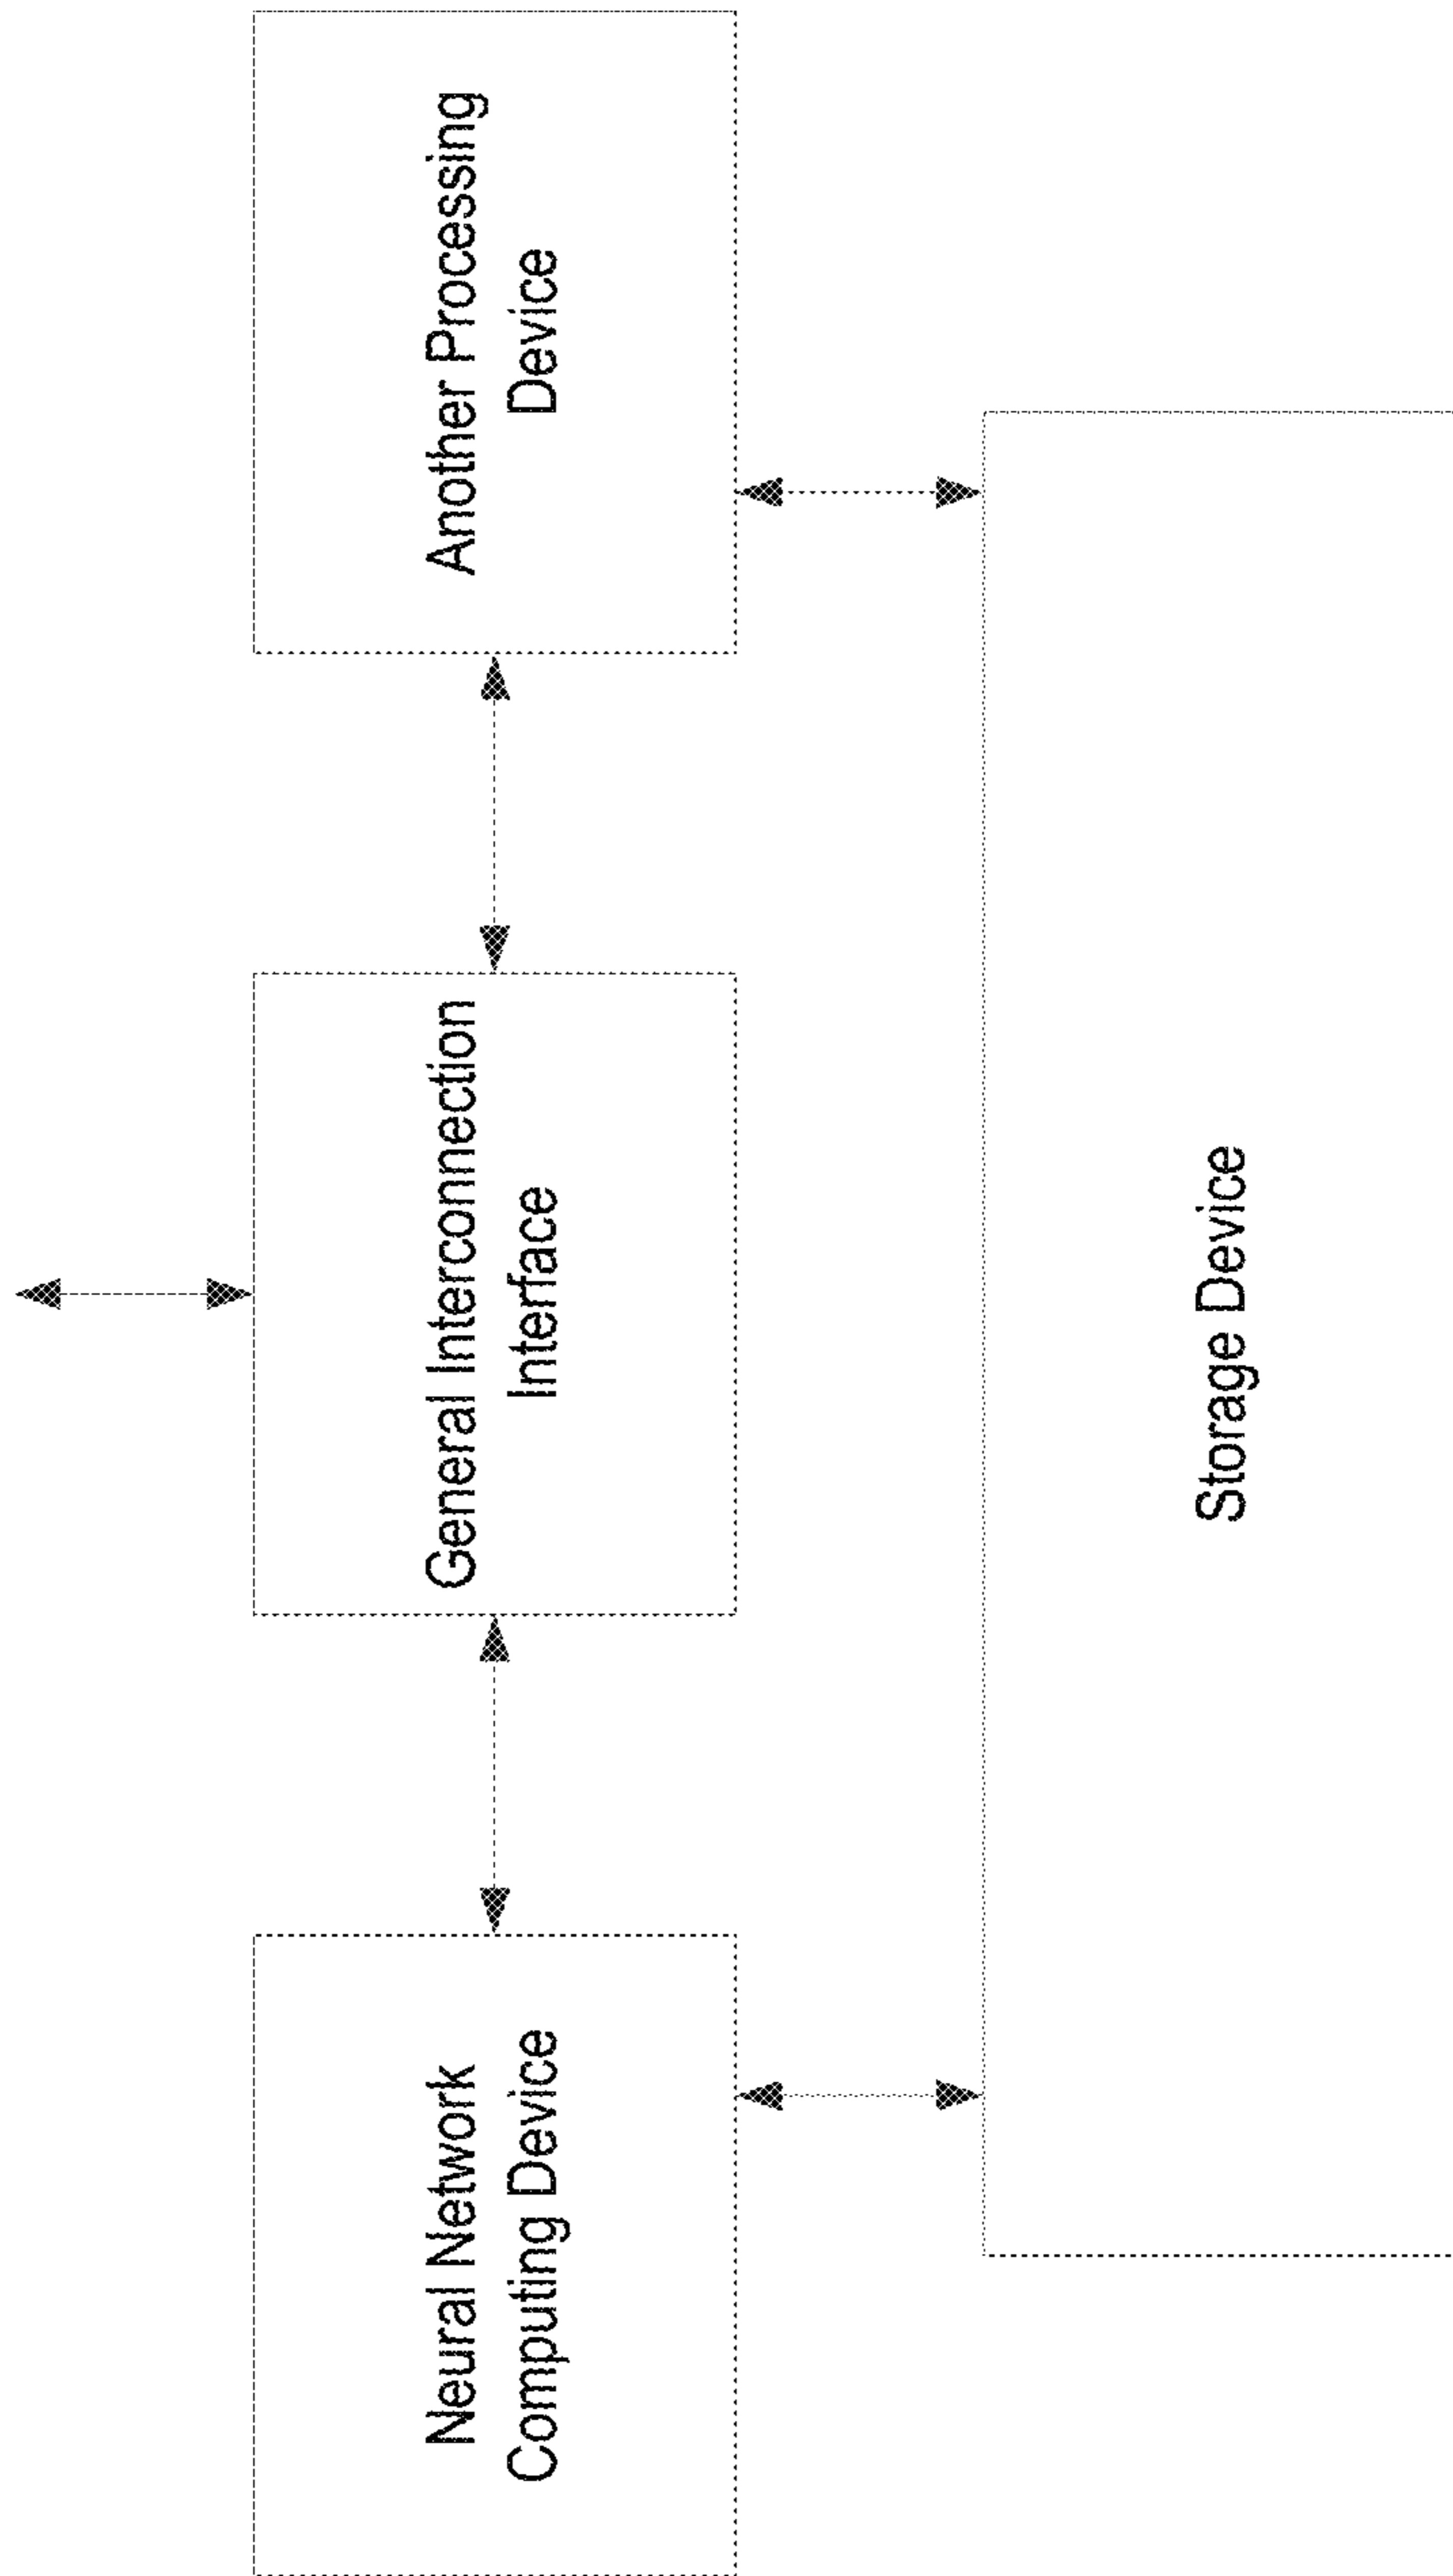 Neural Network
Computing Device
General Interconnection
Interface
Another Processing
Device
Storage Device